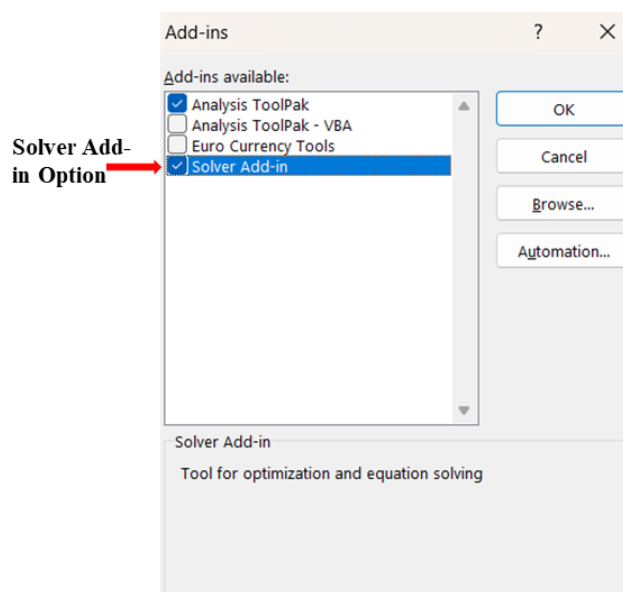 Add-ins ?
Add-ins available:
Analysis ToolPak
Analysis ToolPak - VBA
Euro Currency Tools
Solver Add-in
OK
Cancel
Browse...
Automation...
Solver Add-
in Option
Solver Add-in
Tool for optimization and equation solving